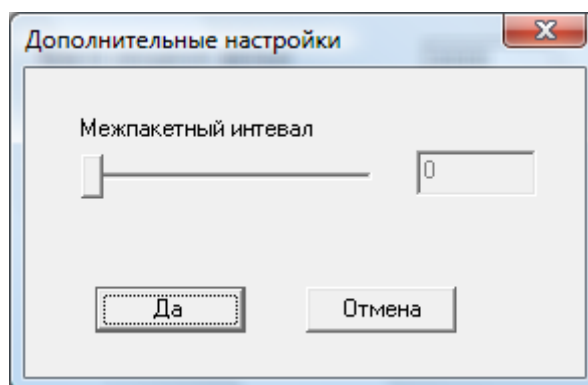 Дополнительные настройки
Межпакетный интевал
0
Да
Отмена